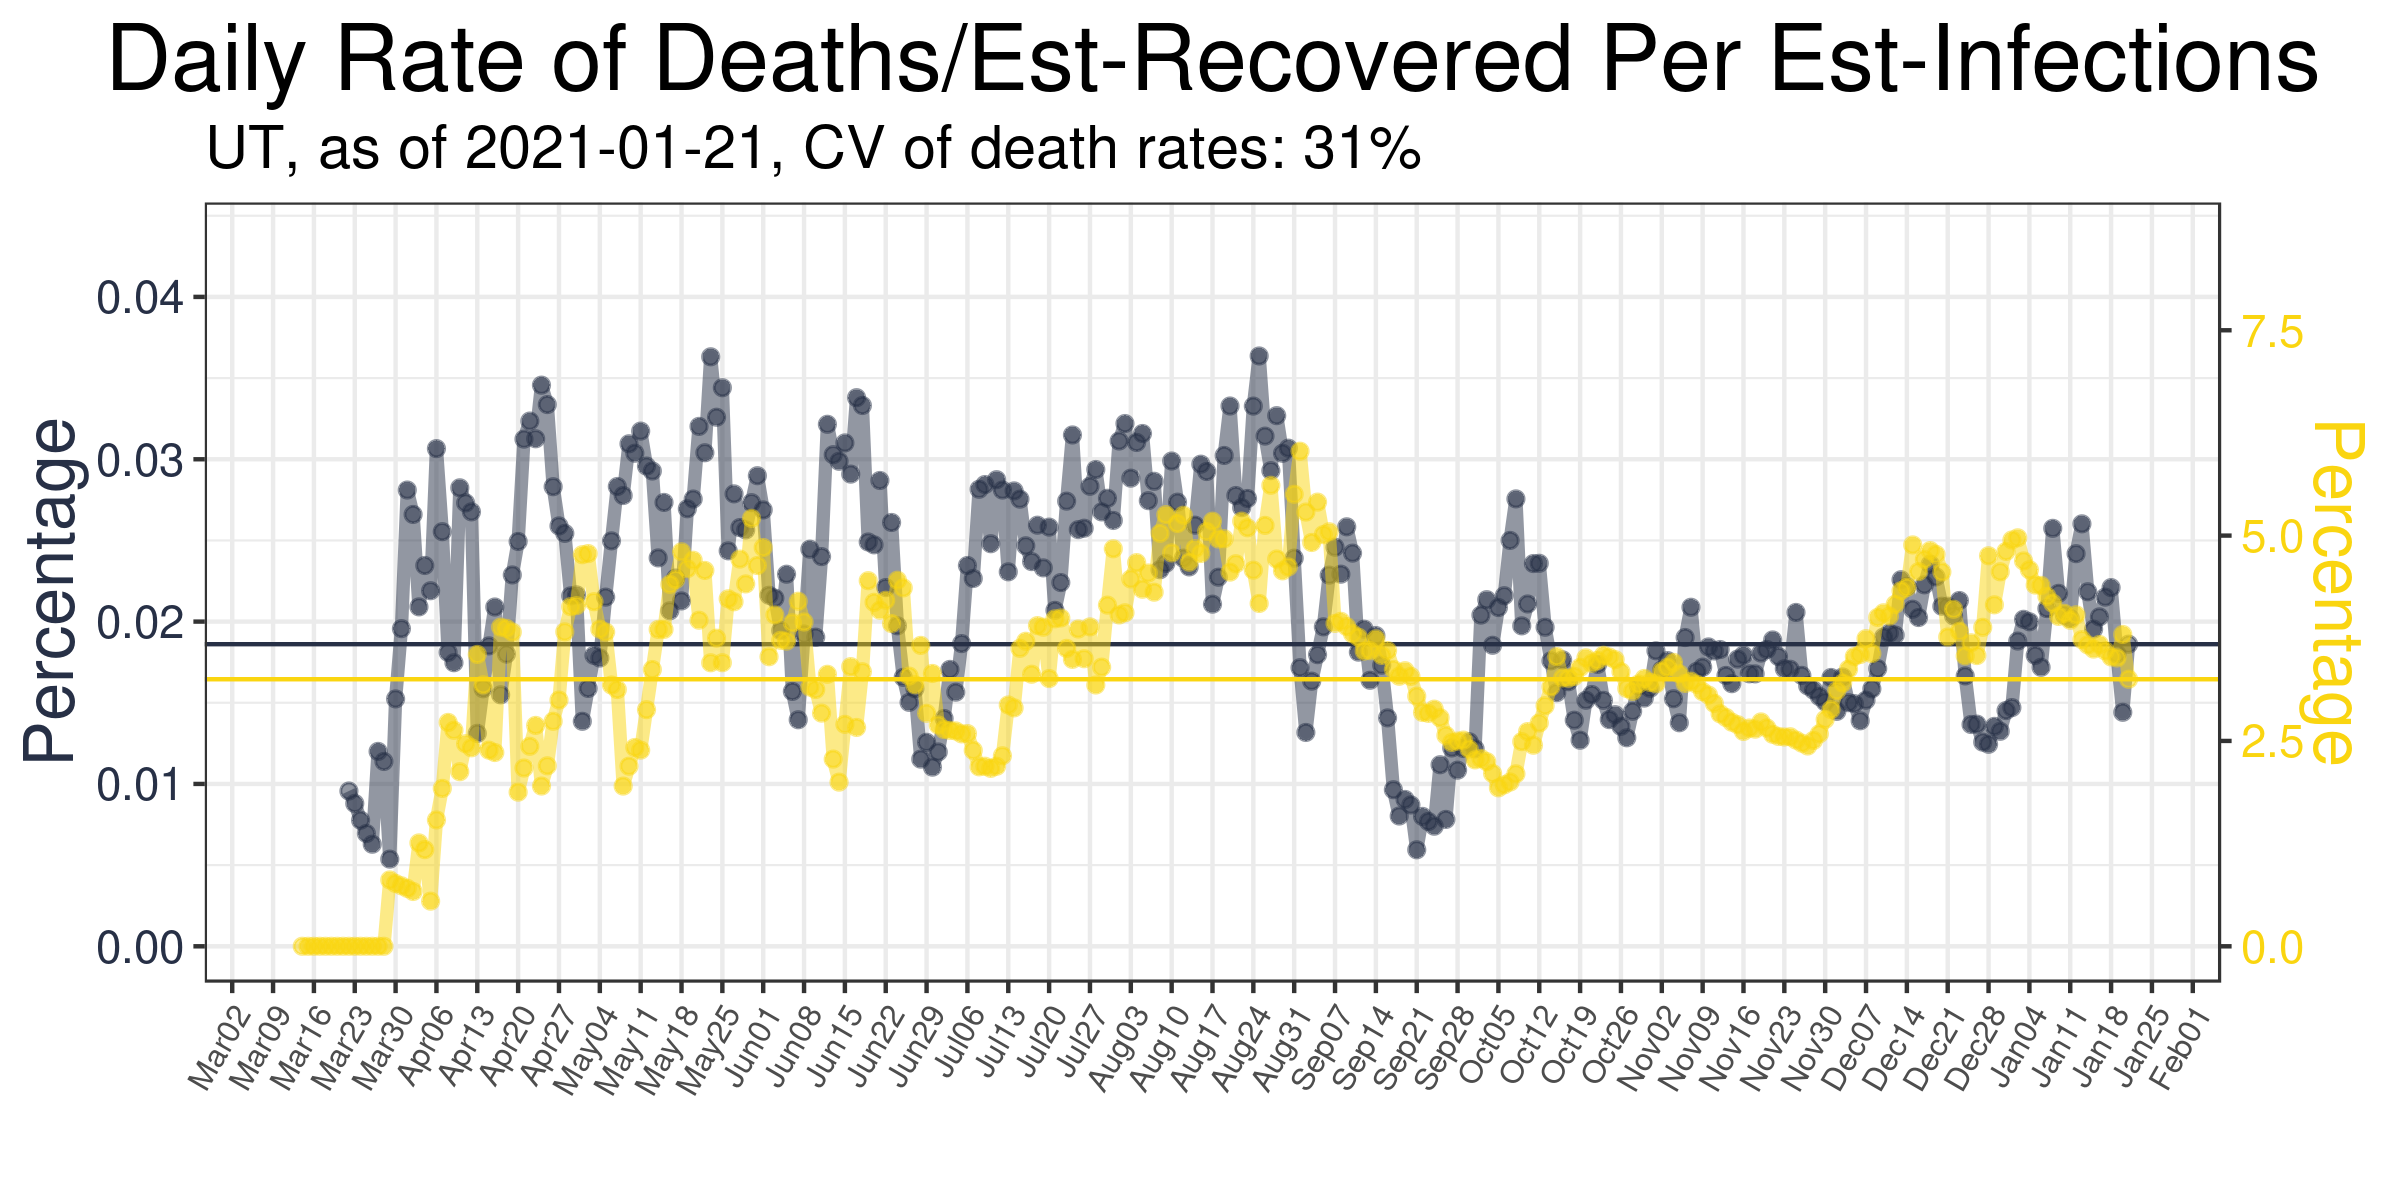 Daily Rate of Deaths/Est-Recovered Per Est-Infections
UT, as of 2021-01-21, CV of death rates: 31%
Percentage
0.04
0.03
0.02
0.01
0.00
7.5
5.0
2.5
0.0
Percentage
Mar02 Mar09 Mar16 Mar23 Mar30 Apr06 Apr13 Apr20 Apr27 May04 May11 May18 May25 Jun01 Jun08 Jun15 Jun22 Jun29 Jul06 Jul13 Jul20 Jul27 Aug03 Aug10 Aug17 Aug24 Aug31 Sep07 Sep14 Sep21 Sep28 Oct05 Oct12 Oct19 Oct26 Nov02 Nov09 Nov16 Nov23 Nov30 Dec07 Dec14 Dec21 Dec28 Jan04 Jan11 Jan18 Jan25 Feb01